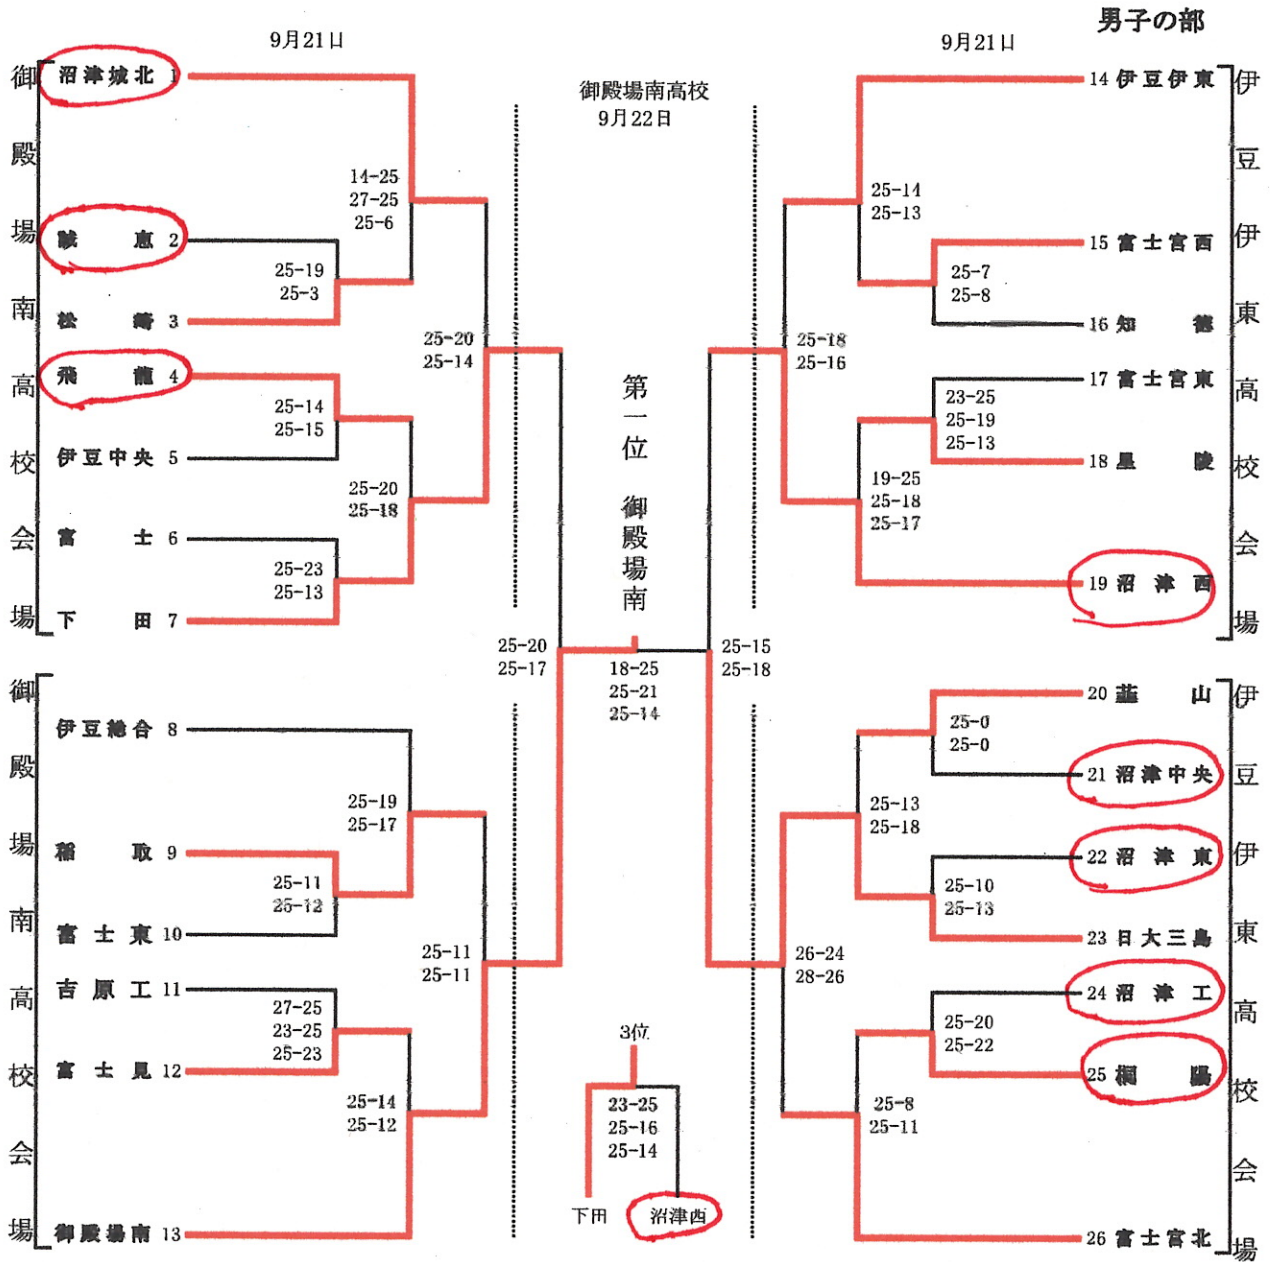 男子の部
9月21日
9月21日
御殿場南高校
9月22日
御殿場南高校会場
沼津城北 1
誠恵 2
松崎 3
飛龍 4
伊豆中央 5
富士 6
下田 7
14-25
27-25
25-6
25-19
25-3
25-20
25-14
25-14
25-15
25-20
25-18
25-23
25-13
御殿場南高校会場
伊豆総合 8
稲取 9
富士東 10
吉原工 11
富士見 12
御殿場南 13
25-19
25-17
25-11
25-12
25-11
25-11
27-25
23-25
25-23
25-14
25-12
25-20
25-17
第一位 御殿場南
18-25
25-21
25-14
25-15
25-18
3位
23-25
25-16
25-14
下田
沼津西
伊豆伊東高校会場
14 伊豆伊東
15 富士宮西
16 知徳
17 富士宮東
18 星陵
19 沼津西
25-14
25-13
25-7
25-8
25-18
25-16
23-25
25-19
25-13
19-25
25-18
25-17
伊豆伊東高校会場
20 韮山
21 沼津中央
22 沼津東
23 日大三島
24 沼津工
25 桐陽
26 富士宮北
25-0
25-0
25-13
25-18
25-10
25-13
26-24
28-26
25-20
25-22
25-8
25-11